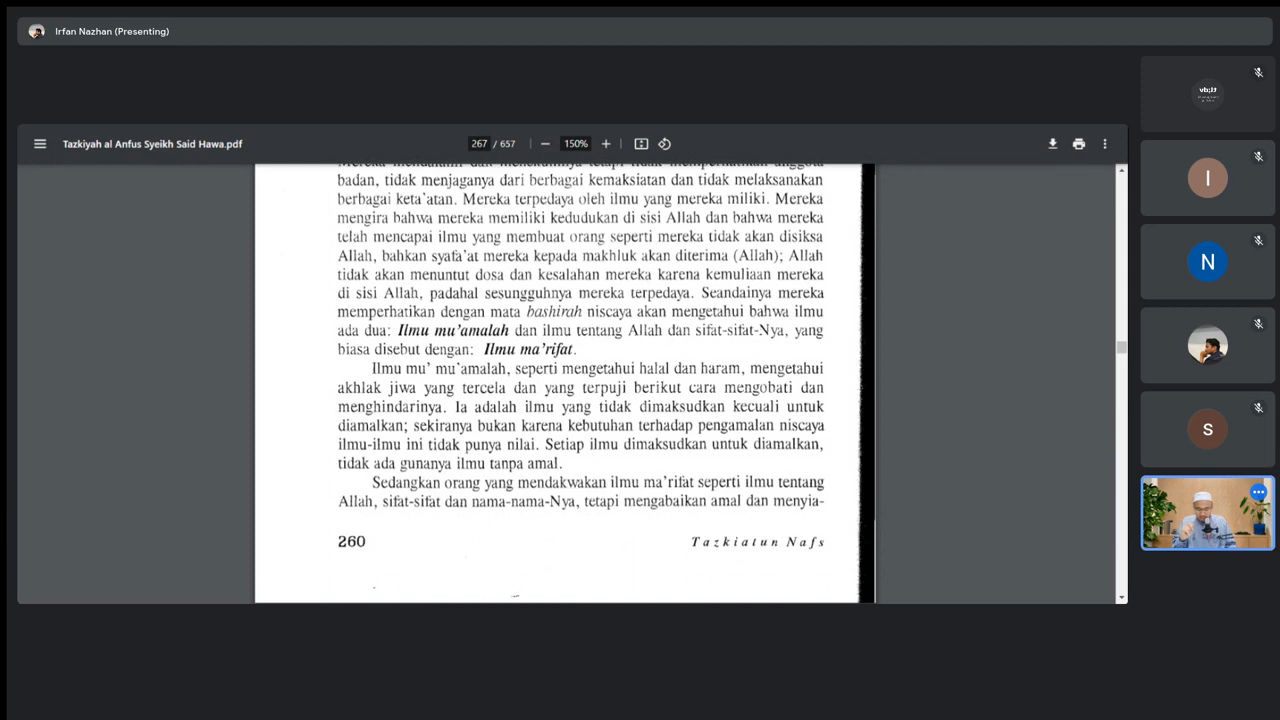 Irfan Nazhan (Presenting)
Tazkiyah al Anfus Syeikh Said Hawa.pdf
267 / 657
150%
Mereka mendalami dan menekuninya tetapi tidak memperhatikan anggota
badan, tidak menjaganya dari berbagai kemaksiatan dan tidak melaksanakan
berbagai keta'atan. Mereka terpedaya oleh ilmu yang mereka miliki. Mereka
mengira bahwa mereka memiliki kedudukan di sisi Allah dan bahwa mereka
telah mencapai ilmu yang membuat orang seperti mereka tidak akan disiksa
Allah, bahkan syafa'at mereka kepada makhluk akan diterima (Allah); Allah
tidak akan menuntut dosa dan kesalahan mereka karena kemuliaan mereka
di sisi Allah, padahal sesungguhnya mereka terpedaya. Seandainya mereka
memperhatikan dengan mata bashirah niscaya akan mengetahui bahwa ilmu
ada dua: Ilmu mu'amalah dan ilmu tentang Allah dan sifat-sifat-Nya, yang
biasa disebut dengan: Ilmu ma'rifat.
Ilmu mu' mu'amalah, seperti mengetahui halal dan haram, mengetahui
akhlak jiwa yang tercela dan yang terpuji berikut cara mengobati dan
menghindarinya. Ia adalah ilmu yang tidak dimaksudkan kecuali untuk
diamalkan; sekiranya bukan karena kebutuhan terhadap pengamalan niscaya
ilmu-ilmu ini tidak punya nilai. Setiap ilmu dimaksudkan untuk diamalkan,
tidak ada gunanya ilmu tanpa amal.
Sedangkan orang yang mendakwakan ilmu ma'rifat seperti ilmu tentang
Allah, sifat-sifat dan nama-nama-Nya, tetapi mengabaikan amal dan menyia-
260
Tazkiatun Nafs
I
N
S